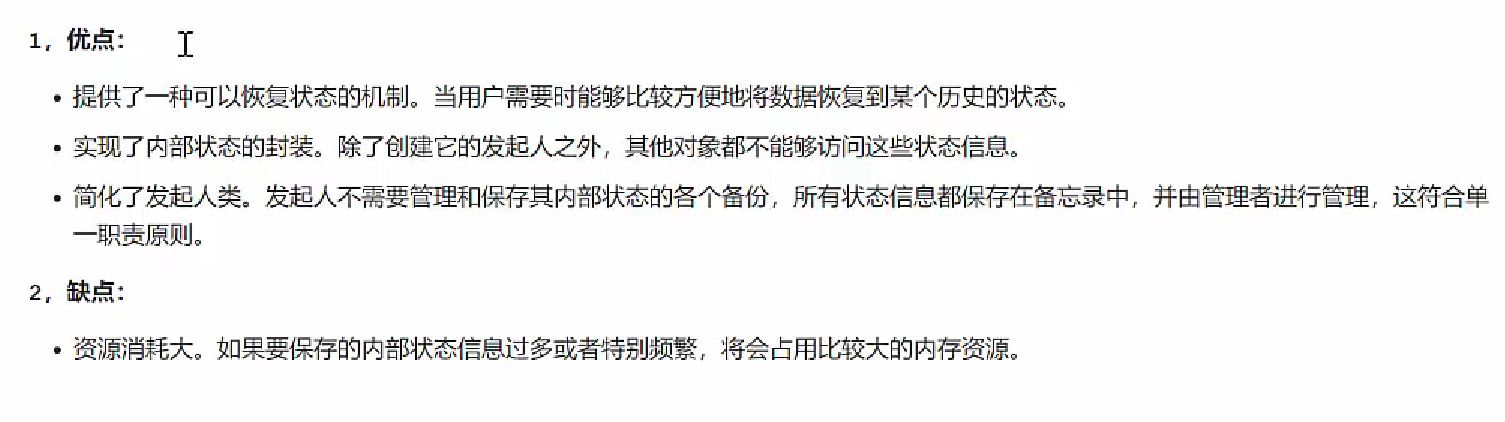 1，优点：
• 提供了一种可以恢复状态的机制。当用户需要时能够比较方便地将数据恢复到某个历史的状态。
• 实现了内部状态的封装。除了创建它的发起人之外，其他对象都不能够访问这些状态信息。
• 简化了发起人类。发起人不需要管理和保存其内部状态的各个备份，所有状态信息都保存在备忘录中，并由管理者进行管理，这符合单
一职责原则。
2，缺点：
• 资源消耗大。如果要保存的内部状态信息过多或者特别频繁，将会占用比较大的内存资源。